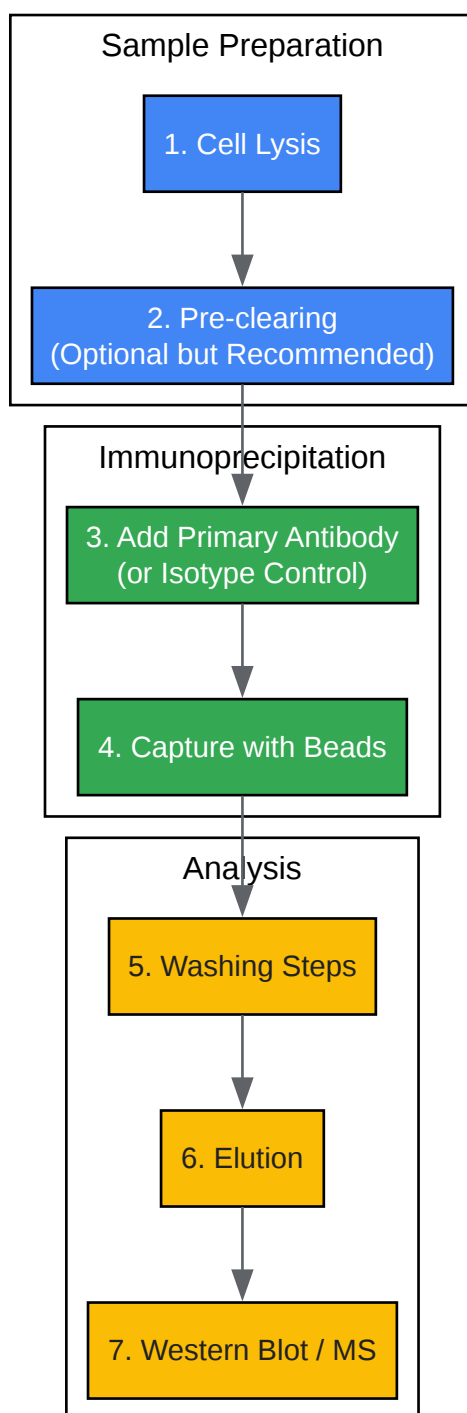 Sample Preparation
1. Cell Lysis
2. Pre-clearing
(Optional but Recommended)
Immunoprecipitation
3. Add Primary Antibody
(or Isotype Control)
4. Capture with Beads
Analysis
5. Washing Steps
6. Elution
7. Western Blot / MS